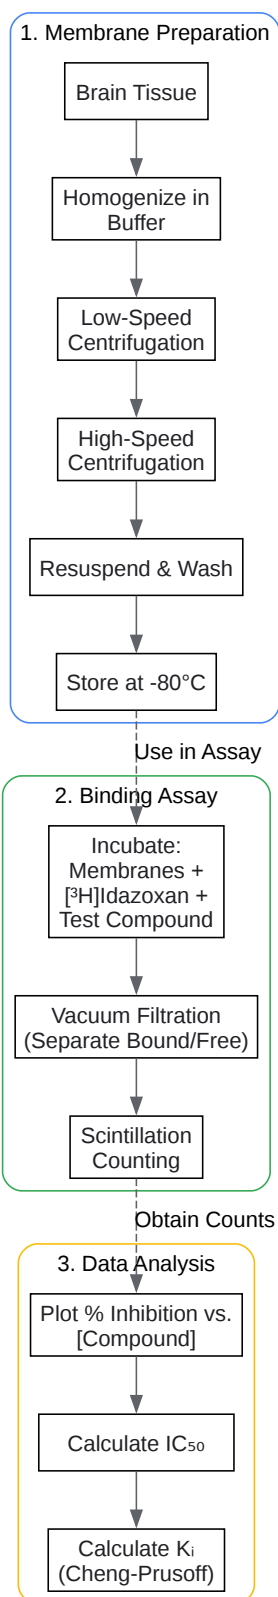 1. Membrane Preparation
Brain Tissue
Homogenize in
Buffer
Low-Speed
Centrifugation
High-Speed
Centrifugation
Resuspend & Wash
Store at -80°C
Use in Assay
2. Binding Assay
Incubate:
Membranes +
[³H]Idazoxan +
Test Compound
Vacuum Filtration
(Separate Bound/Free)
Scintillation
Counting
Obtain Counts
3. Data Analysis
Plot % Inhibition vs.
[Compound]
Calculate IC₅₀
Calculate Kᵢ
(Cheng-Prusoff)